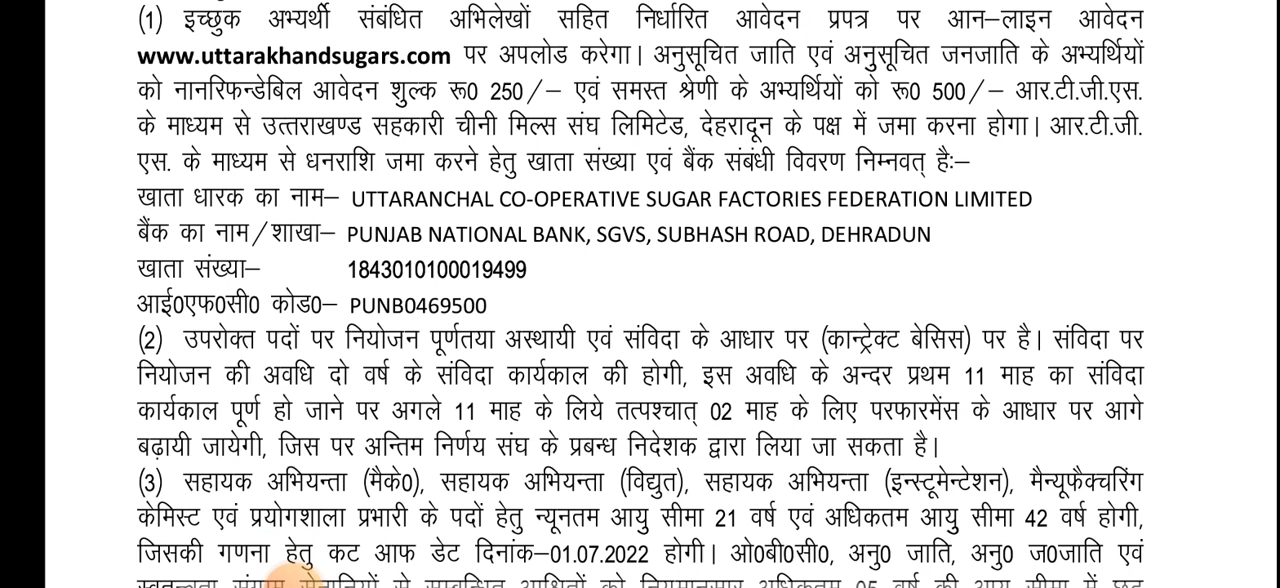 (1) इच्छुक अभ्यर्थी संबंधित अभिलेखों सहित निर्धारित आवेदन प्रपत्र पर आन–लाइन आवेदन
www.uttarakhandsugars.com पर अपलोड करेगा। अनुसूचित जाति एवं अनुसूचित जनजाति के अभ्यर्थियों
को नानरिफन्डेबिल आवेदन शुल्क रू0 250/– एवं समस्त श्रेणी के अभ्यर्थियों को रू0 500/– आर.टी.जी.एस.
के माध्यम से उत्तराखण्ड सहकारी चीनी मिल्स संघ लिमिटेड, देहरादून के पक्ष में जमा करना होगा। आर.टी.जी.
एस. के माध्यम से धनराशि जमा करने हेतु खाता संख्या एवं बैंक संबंधी विवरण निम्नवत् हैः–
खाता धारक का नाम– UTTARANCHAL CO-OPERATIVE SUGAR FACTORIES FEDERATION LIMITED
बैंक का नाम/शाखा– PUNJAB NATIONAL BANK, SGVS, SUBHASH ROAD, DEHRADUN
खाता संख्या– 1843010100019499
आई0एफ0सी0 कोड0– PUNB0469500
(2) उपरोक्त पदों पर नियोजन पूर्णतया अस्थायी एवं संविदा के आधार पर (कान्ट्रेक्ट बेसिस) पर है। संविदा पर
नियोजन की अवधि दो वर्ष के संविदा कार्यकाल की होगी, इस अवधि के अन्दर प्रथम 11 माह का संविदा
कार्यकाल पूर्ण हो जाने पर अगले 11 माह के लिये तत्पश्चात् 02 माह के लिए परफारमेंस के आधार पर आगे
बढ़ायी जायेगी, जिस पर अन्तिम निर्णय संघ के प्रबन्ध निदेशक द्वारा लिया जा सकता है।
(3) सहायक अभियन्ता (मैके0), सहायक अभियन्ता (विद्युत), सहायक अभियन्ता (इन्स्टूमेन्टेशन), मैन्यूफैक्चरिंग
केमिस्ट एवं प्रयोगशाला प्रभारी के पदों हेतु न्यूनतम आयु सीमा 21 वर्ष एवं अधिकतम आयु सीमा 42 वर्ष होगी,
जिसकी गणना हेतु कट आफ डेट दिनांक–01.07.2022 होगी। ओ0बी0सी0, अनु0 जाति, अनु0 ज0जाति एवं